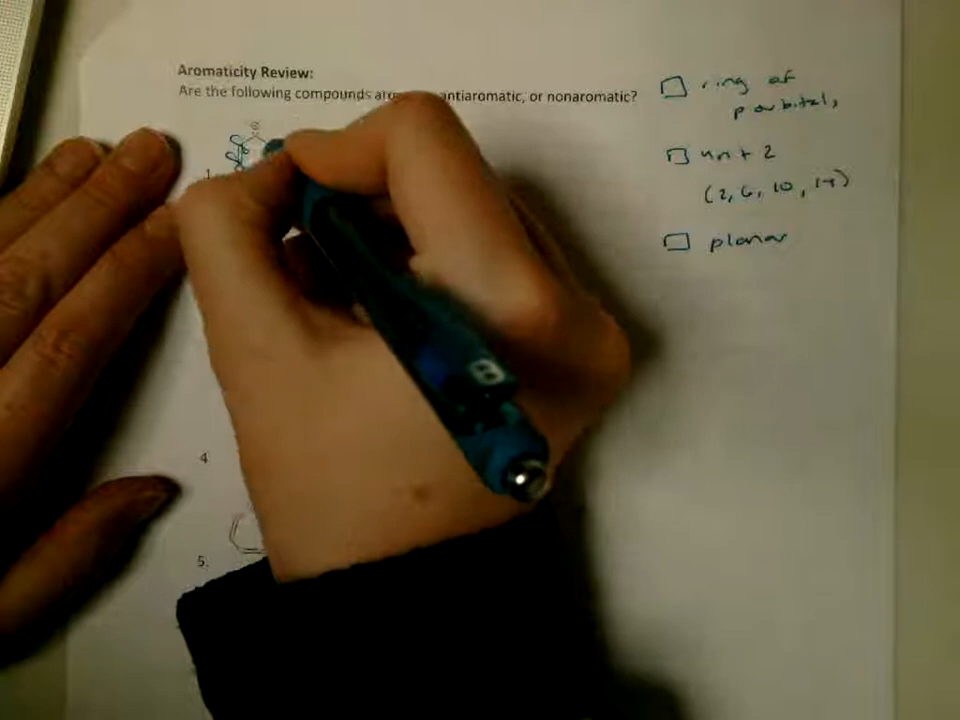 Aromaticity Review:
Are the following compounds antiaromatic, or nonaromatic?
ring of
p orbitals
4n + 2
(2, 6, 10, 14)
planar
1.
4
5.